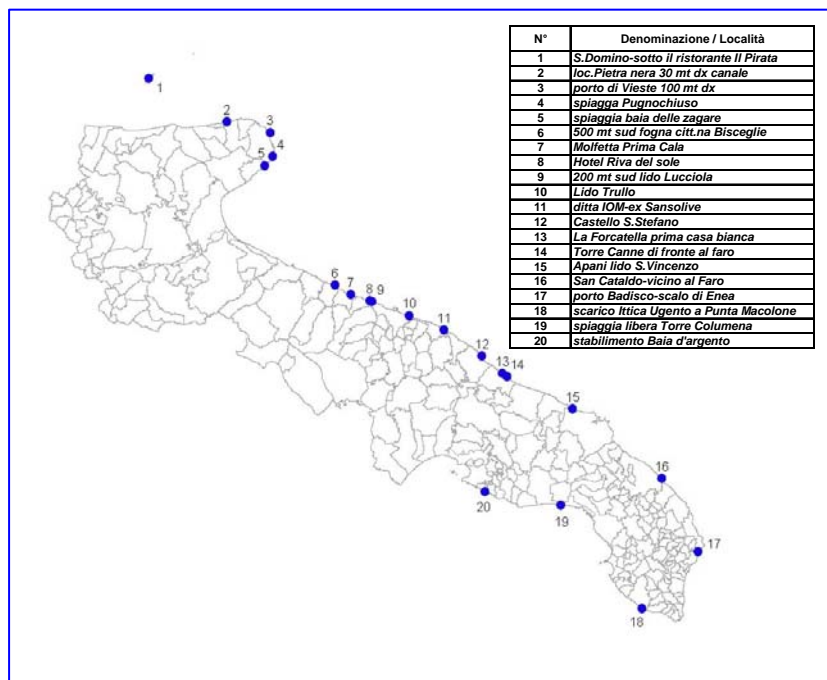 N° Denominazione / Località
1 S.Domino-sotto il ristorante Il Pirata
2 loc.Pietra nera 30 mt dx canale
3 porto di Vieste 100 mt dx
4 spiagga Pugnochiuso
5 spiaggia baia delle zagare
6 500 mt sud fogna citt.na Bisceglie
7 Molfetta Prima Cala
8 Hotel Riva del sole
9 200 mt sud lido Lucciola
10 Lido Trullo
11 ditta IOM-ex Sansolive
12 Castello S.Stefano
13 La Forcatella prima casa bianca
14 Torre Canne di fronte al faro
15 Apani lido S.Vincenzo
16 San Cataldo-vicino al Faro
17 porto Badisco-scalo di Enea
18 scarico Ittica Ugento a Punta Macolone
19 spiaggia libera Torre Columena
20 stabilimento Baia d'argento
1
2
3
4
5
6
7
8
9
10
11
12
13
14
15
16
17
18
19
20